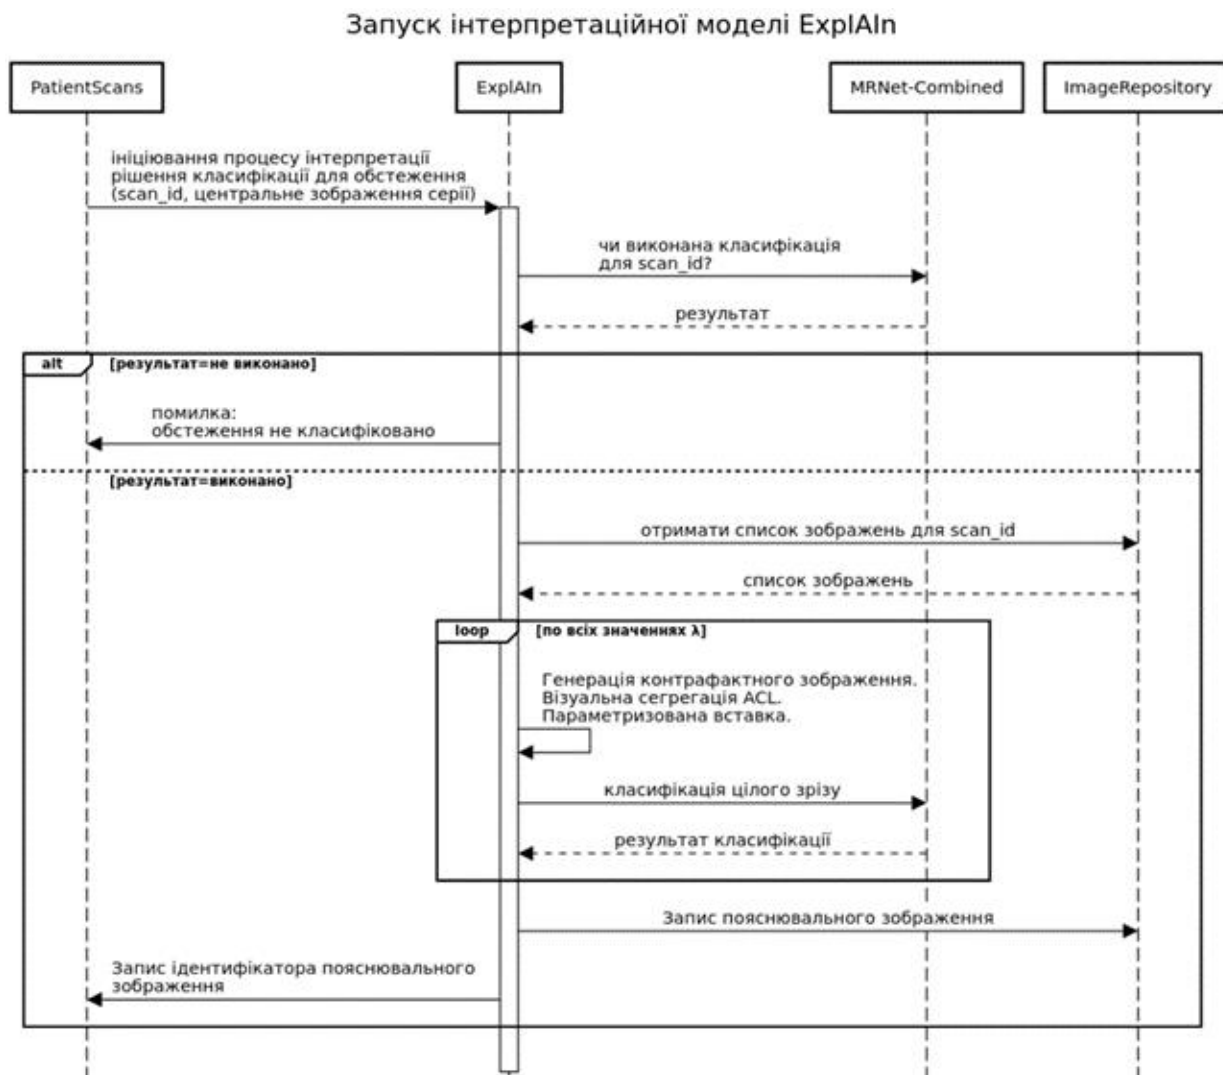 Запуск інтерпретаційної моделі ExplAIn
PatientScans
ExplAIn
MRNet-Combined
ImageRepository
ініціювання процесу інтерпретації
рішення класифікації для обстеження
(scan_id, центральне зображення серії)
чи виконана класифікація
для scan_id?
результат
alt
[результат=не виконано]
помилка:
обстеження не класифіковано
[результат=виконано]
отримати список зображень для scan_id
список зображень
loop
[по всіх значеннях λ]
Генерація контрафактного зображення.
Візуальна сегрегація ACL.
Параметризована вставка.
класифікація цілого зрізу
результат класифікації
Запис пояснювального зображення
Запис ідентифікатора пояснювального
зображення